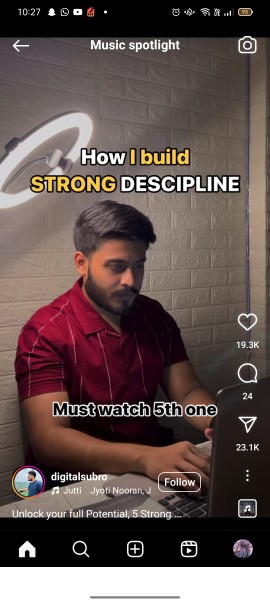 10:27
93
Music spotlight
How I build
STRONG DESCIPLINE
19.3K
24
Must watch 5th one
23.1K
digitalsubro
Jutti Jyoti Nooran, J
Follow
Unlock your full Potential, 5 Strong ...